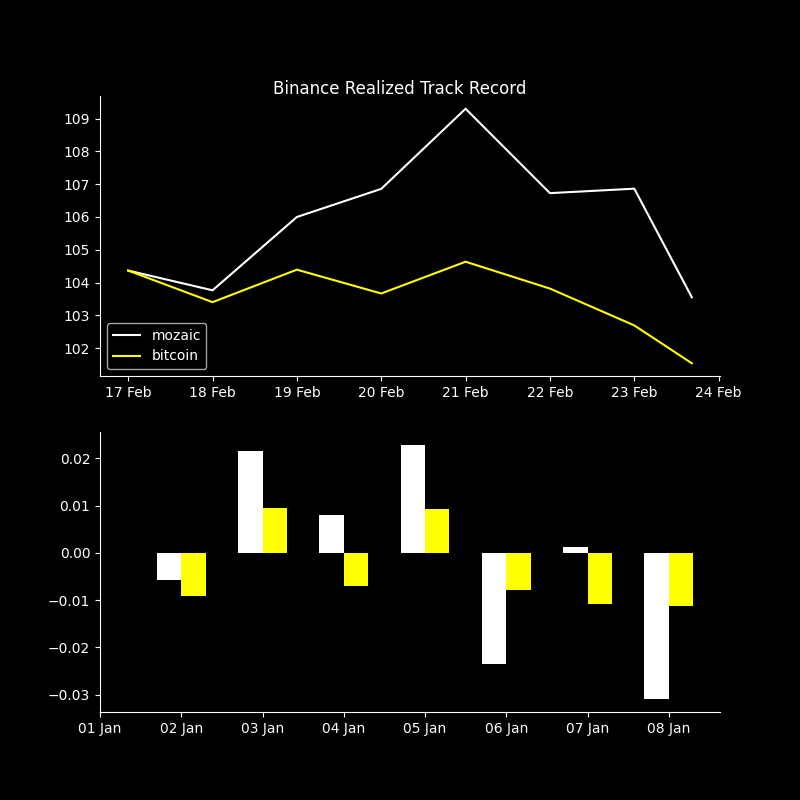 Binance Realized Track Record
109
108
107
106
105
104
103
102
mozaic
bitcoin
17 Feb 18 Feb 19 Feb 20 Feb 21 Feb 22 Feb 23 Feb 24 Feb
0.02
0.01
0.00
−0.01
−0.02
−0.03
01 Jan 02 Jan 03 Jan 04 Jan 05 Jan 06 Jan 07 Jan 08 Jan